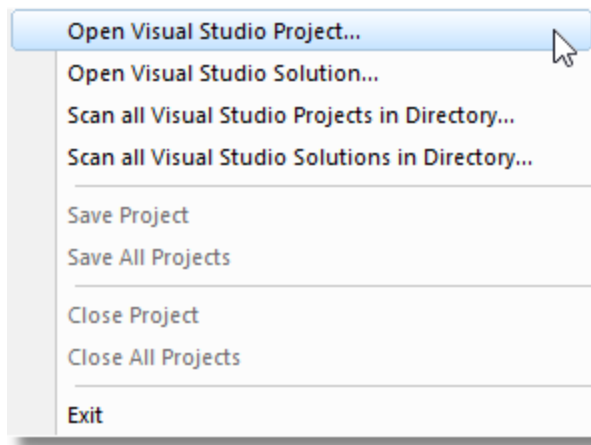 Open Visual Studio Project...
Open Visual Studio Solution...
Scan all Visual Studio Projects in Directory...
Scan all Visual Studio Solutions in Directory...
Save Project
Save All Projects
Close Project
Close All Projects
Exit